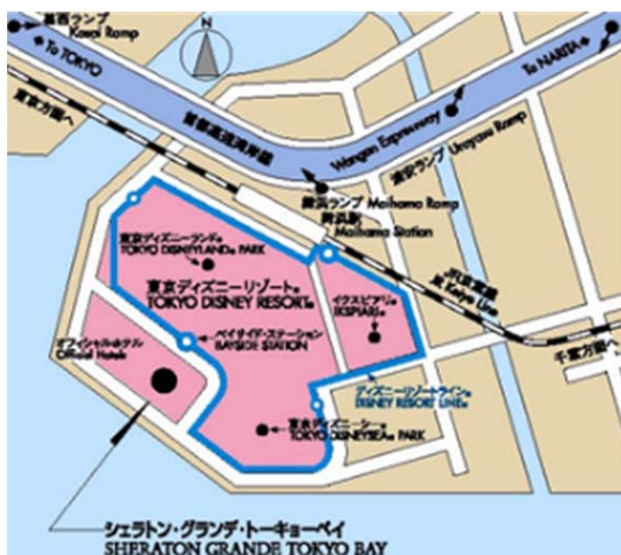 葛西ランプ
Kasai Ramp
N
To TOKYO
To NARITA
東京方面へ
首都高速湾岸線
Wangan Expressway
浦安ランプ Urayasu Ramp
舞浜ランプ Maihama Ramp
舞浜駅
Maihama Station
東京ディズニーランド®
TOKYO DISNEYLAND® PARK
東京ディズニーリゾート®
TOKYO DISNEY RESORT®
イクスピアリ®
IKSPIARI®
JR京葉線
JR Keiyo Line
千葉方面へ
オフィシャルホテル
Official Hotels
ベイサイド・ステーション
BAYSIDE STATION
ディズニーリゾートライン®
DISNEY RESORT LINE®
東京ディズニーシー®
TOKYO DISNEYSEA® PARK
シェラトン・グランデ・トーキョーベイ
SHERATON GRANDE TOKYO BAY